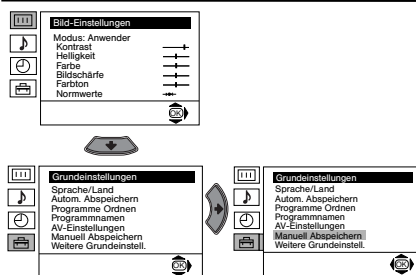 Bild-Einstellungen
Modus: Anwender
Kontrast
Helligkeit
Farbe
Bildschärfe
Farbton
Normwerte
OK
Grundeinstellungen
Sprache/Land
Autom. Abspeichern
Programme Ordnen
Programmnamen
AV-Einstellungen
Manuell Abspeichern
Weitere Grundeinstell.
OK
Grundeinstellungen
Sprache/Land
Autom. Abspeichern
Programme Ordnen
Programmnamen
AV-Einstellungen
Manuell Abspeichern
Weitere Grundeinstell.
OK